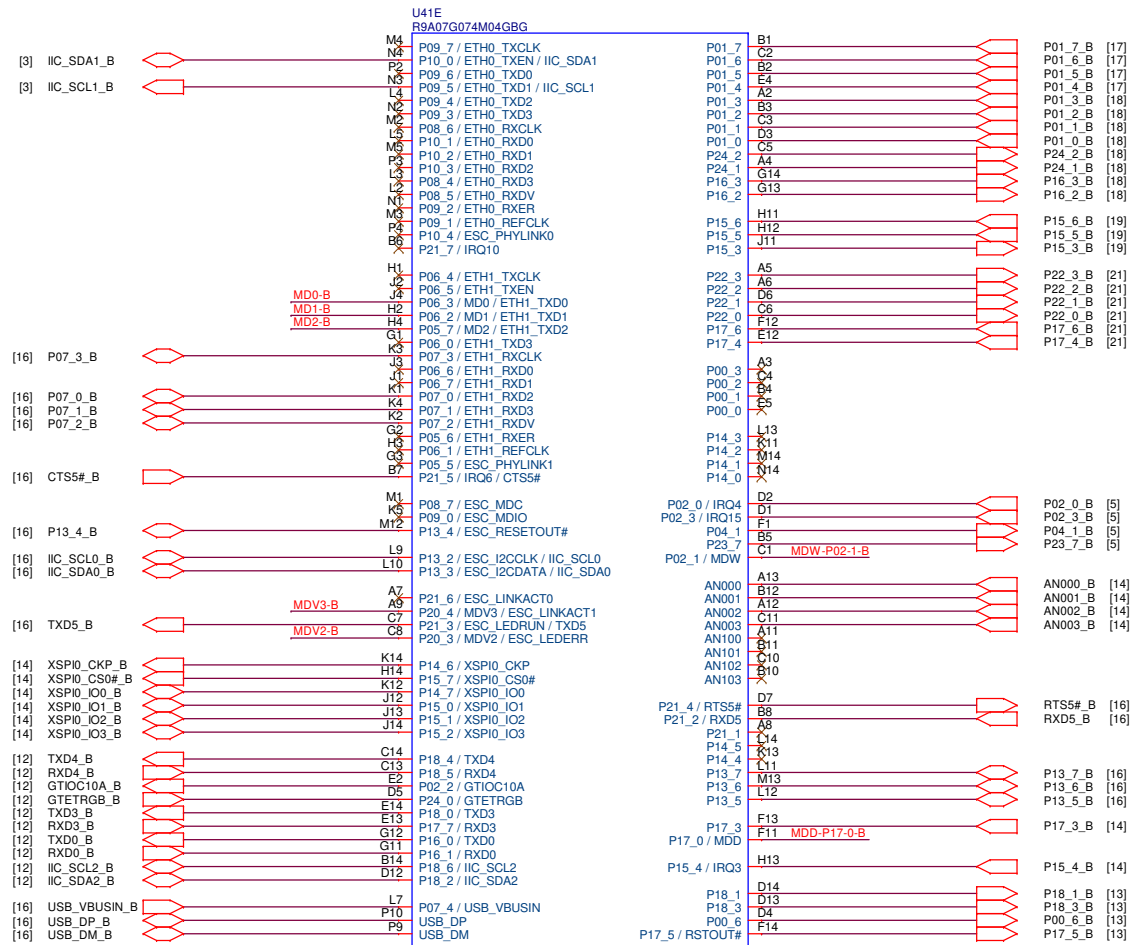 U41E
R9A07G074M04GBG
M4 P09_7 / ETH0_TXCLK
[3] IIC_SDA1_B N4 P10_0 / ETH0_TXEN / IIC_SDA1
P2 P09_6 / ETH0_TXD0
[3] IIC_SCL1_B N3 P09_5 / ETH0_TXD1 / IIC_SCL1
L4 P09_4 / ETH0_TXD2
N2 P09_3 / ETH0_TXD3
M2 P08_6 / ETH0_RXCLK
L5 P10_1 / ETH0_RXD0
M5 P10_2 / ETH0_RXD1
P3 P10_3 / ETH0_RXD2
L3 P08_4 / ETH0_RXD3
L2 P08_5 / ETH0_RXDV
N1 P09_2 / ETH0_RXER
M3 P09_1 / ETH0_REFCLK
P4 P10_4 / ESC_PHYLINK0
B6 P21_7 / IRQ10
H1 P06_4 / ETH1_TXCLK
J2 P06_5 / ETH1_TXEN
MD0-B J4 P06_3 / MD0 / ETH1_TXD0
MD1-B H2 P06_2 / MD1 / ETH1_TXD1
MD2-B H4 P05_7 / MD2 / ETH1_TXD2
G1 P06_0 / ETH1_TXD3
[16] P07_3_B K3 P07_3 / ETH1_RXCLK
J3 P06_6 / ETH1_RXD0
J1 P06_7 / ETH1_RXD1
[16] P07_0_B K1 P07_0 / ETH1_RXD2
[16] P07_1_B K4 P07_1 / ETH1_RXD3
[16] P07_2_B K2 P07_2 / ETH1_RXDV
G2 P05_6 / ETH1_RXER
H3 P06_1 / ETH1_REFCLK
G3 P05_5 / ESC_PHYLINK1
[16] CTS5#_B B7 P21_5 / IRQ6 / CTS5#
M1 P08_7 / ESC_MDC
K5 P09_0 / ESC_MDIO
[16] P13_4_B M12 P13_4 / ESC_RESETOUT#
[16] IIC_SCL0_B L9 P13_2 / ESC_I2CCLK / IIC_SCL0
[16] IIC_SDA0_B L10 P13_3 / ESC_I2CDATA / IIC_SDA0
A7 P21_6 / ESC_LINKACT0
MDV3-B A9 P20_4 / MDV3 / ESC_LINKACT1
[16] TXD5_B C7 P21_3 / ESC_LEDRUN / TXD5
MDV2-B C8 P20_3 / MDV2 / ESC_LEDERR
[14] XSPI0_CKP_B K14 P14_6 / XSPI0_CKP
[14] XSPI0_CS0#_B H14 P15_7 / XSPI0_CS0#
[14] XSPI0_IO0_B K12 P14_7 / XSPI0_IO0
[14] XSPI0_IO1_B J12 P15_0 / XSPI0_IO1
[14] XSPI0_IO2_B J13 P15_1 / XSPI0_IO2
[14] XSPI0_IO3_B J14 P15_2 / XSPI0_IO3
[12] TXD4_B C14 P18_4 / TXD4
[12] RXD4_B C13 P18_5 / RXD4
[12] GTIOC10A_B E2 P02_2 / GTIOC10A
[12] GTETRGB_B D5 P24_0 / GTETRGB
[12] TXD3_B E14 P18_0 / TXD3
[12] RXD3_B E13 P17_7 / RXD3
[12] TXD0_B G12 P16_0 / TXD0
[12] RXD0_B G11 P16_1 / RXD0
[12] IIC_SCL2_B B14 P18_6 / IIC_SCL2
[12] IIC_SDA2_B D12 P18_2 / IIC_SDA2
[16] USB_VBUSIN_B L7 P07_4 / USB_VBUSIN
[16] USB_DP_B P10 USB_DP
[16] USB_DM_B P9 USB_DM
P01_7 B1 P01_7_B [17]
P01_6 C2 P01_6_B [17]
P01_5 B2 P01_5_B [17]
P01_4 E4 P01_4_B [17]
P01_3 A2 P01_3_B [18]
P01_2 B3 P01_2_B [18]
P01_1 C3 P01_1_B [18]
P01_0 D3 P01_0_B [18]
P24_2 C5 P24_2_B [18]
P24_1 A4 P24_1_B [18]
P16_3 G14 P16_3_B [18]
P16_2 G13 P16_2_B [18]
P15_6 H11 P15_6_B [19]
P15_5 H12 P15_5_B [19]
P15_3 J11 P15_3_B [19]
P22_3 A5 P22_3_B [21]
P22_2 A6 P22_2_B [21]
P22_1 D6 P22_1_B [21]
P22_0 C6 P22_0_B [21]
P17_6 F12 P17_6_B [21]
P17_4 E12 P17_4_B [21]
P00_3 A3
P00_2 C4
P00_1 B4
P00_0 E5
P14_3 L13
P14_2 K11
P14_1 M14
P14_0 N14
P02_0 / IRQ4 D2 P02_0_B [5]
P02_3 / IRQ15 D1 P02_3_B [5]
P04_1 F1 P04_1_B [5]
P23_7 B5 P23_7_B [5]
P02_1 / MDW C1 MDW-P02-1-B
AN000 A13 AN000_B [14]
AN001 B12 AN001_B [14]
AN002 A12 AN002_B [14]
AN003 C11 AN003_B [14]
AN100 A11
AN101 B11
AN102 C10
AN103 B10
P21_4 / RTS5# D7 RTS5#_B [16]
P21_2 / RXD5 B8 RXD5_B [16]
P21_1 A8
P14_5 L14
P14_4 K13
P13_7 L11 P13_7_B [16]
P13_6 M13 P13_6_B [16]
P13_5 L12 P13_5_B [16]
P17_3 F13 P17_3_B [14]
P17_0 / MDD F11 MDD-P17-0-B
P15_4 / IRQ3 H13 P15_4_B [14]
P18_1 D14 P18_1_B [13]
P18_3 D13 P18_3_B [13]
P00_6 D4 P00_6_B [13]
P17_5 / RSTOUT# F14 P17_5_B [13]